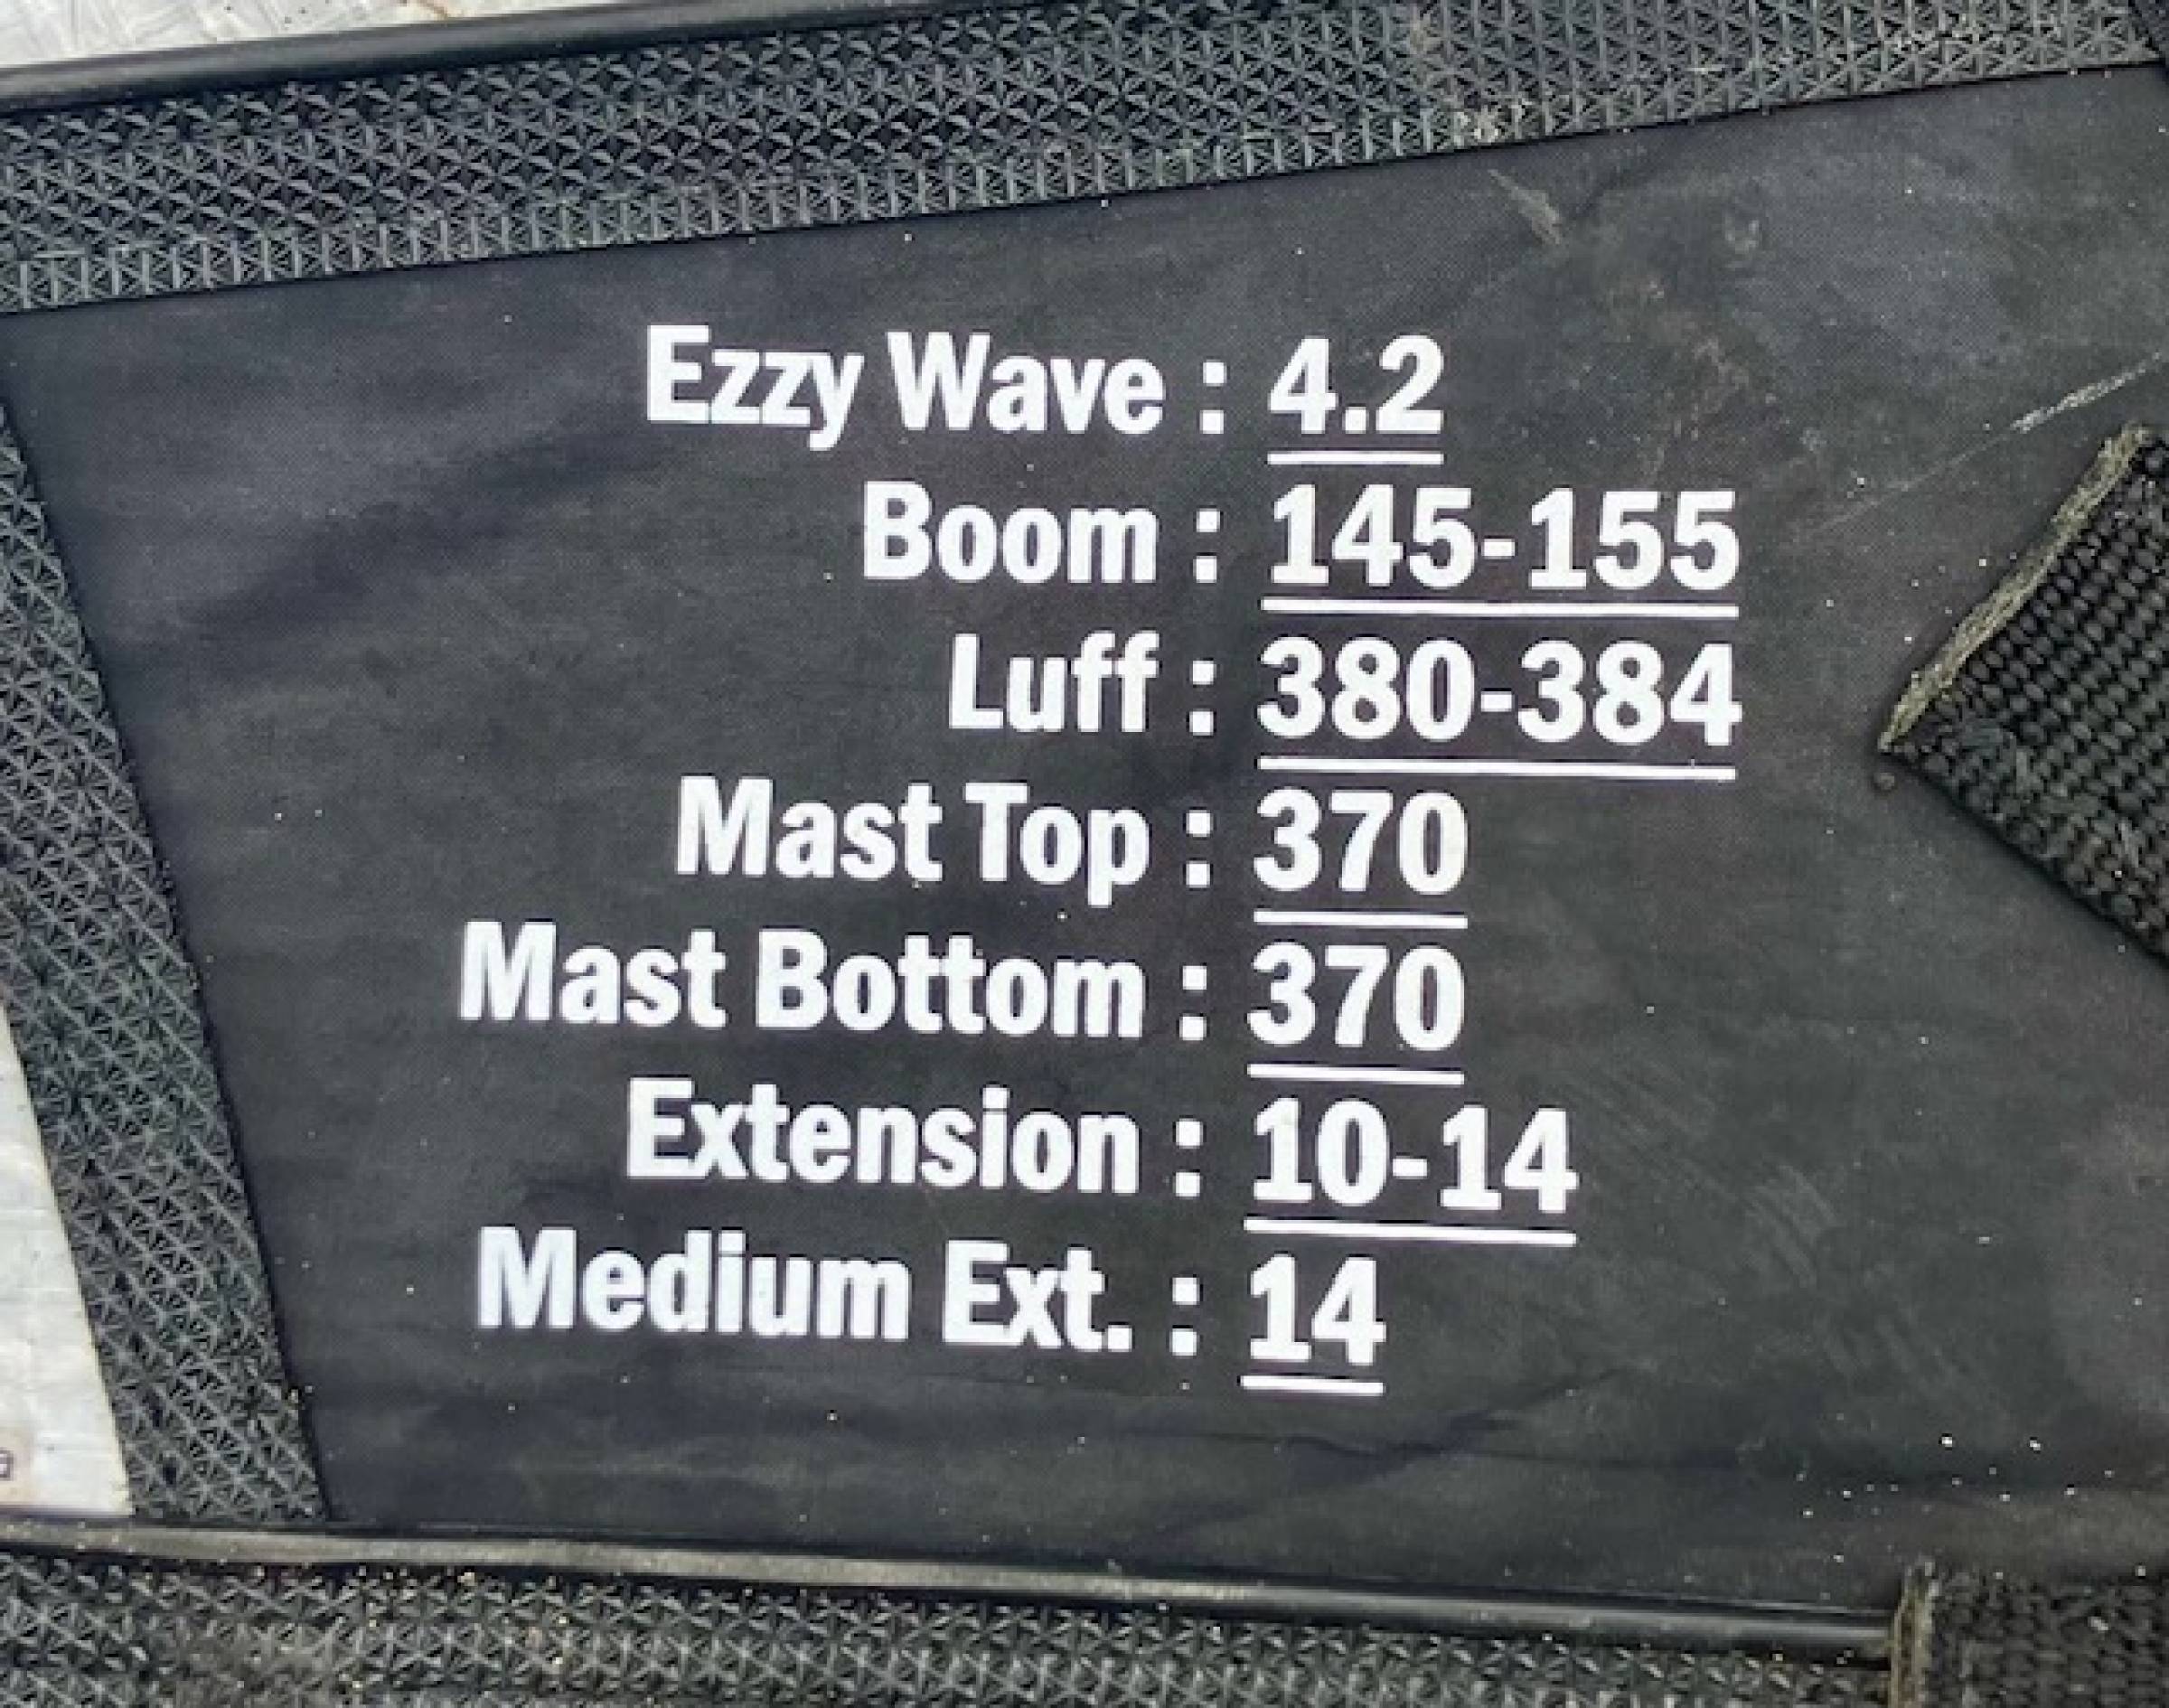 Ezzy Wave : 4.2
Boom : 145-155
Luff : 380-384
Mast Top : 370
Mast Bottom : 370
Extension : 10-14
Medium Ext. : 14